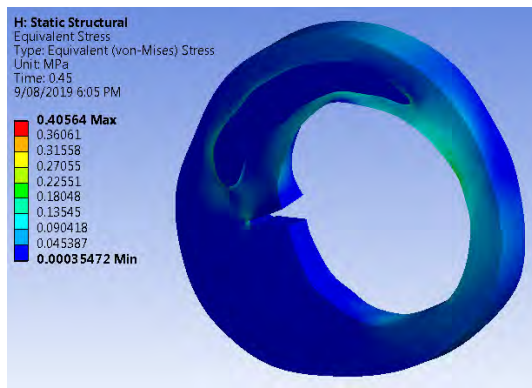 H: Static Structural
Equivalent Stress
Type: Equivalent (von-Mises) Stress
Unit: MPa
Time: 0.45
9/08/2019 6:05 PM
0.40564 Max
0.36061
0.31558
0.27055
0.22551
0.18048
0.13545
0.090418
0.045387
0.00035472 Min